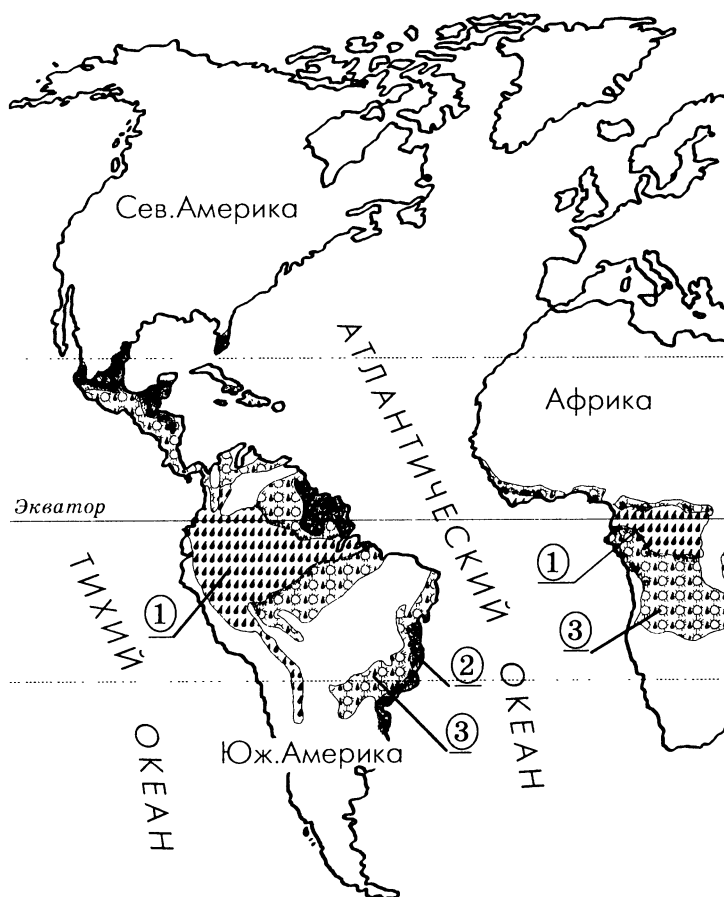 Сев.Америка
АТЛАНТИЧЕСКИЙ
ОКЕАН
Африка
Экватор
ТИХИЙ
ОКЕАН
1
1
3
2
3
Юж.Америка